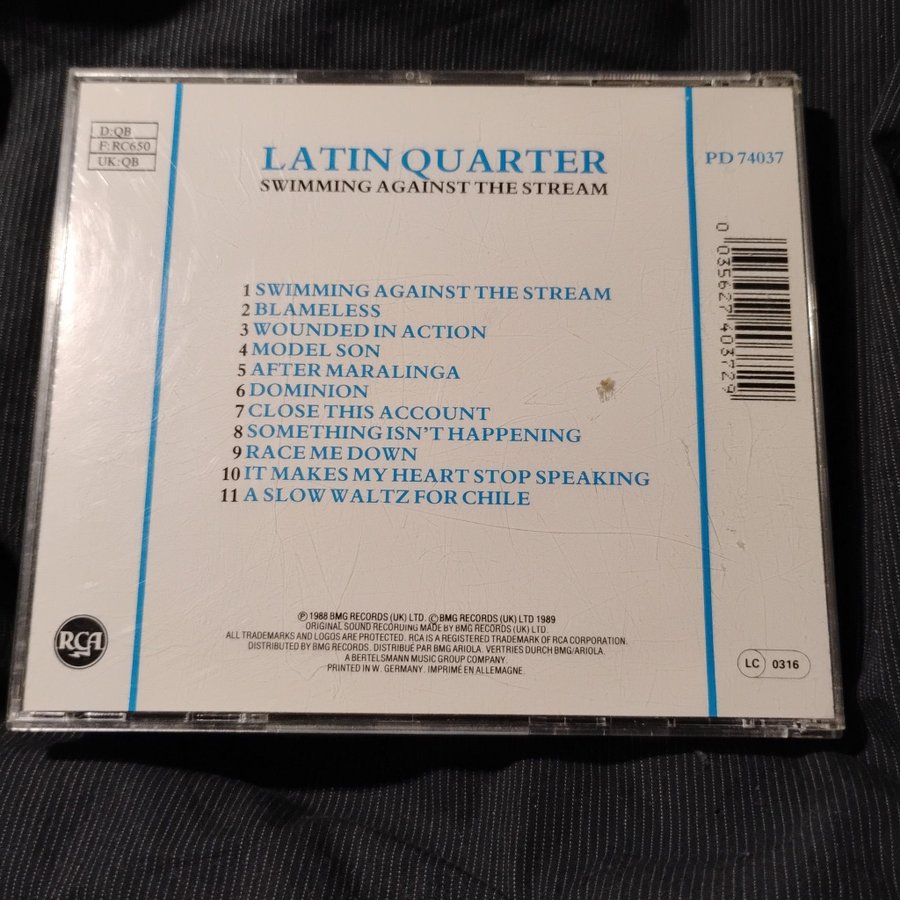 D:QB
F: RC650
UK:QB
LATIN QUARTER
SWIMMING AGAINST THE STREAM
PD 74037
0 035627 403729
1 SWIMMING AGAINST THE STREAM
2 BLAMELESS
3 WOUNDED IN ACTION
4 MODEL SON
5 AFTER MARALINGA
6 DOMINION
7 CLOSE THIS ACCOUNT
8 SOMETHING ISN'T HAPPENING
9 RACE ME DOWN
10 IT MAKES MY HEART STOP SPEAKING
11 A SLOW WALTZ FOR CHILE
RCA
℗ 1988 BMG RECORDS (UK) LTD. © BMG RECORDS (UK) LTD 1989
ORIGINAL SOUND RECORDING MADE BY BMG RECORDS (UK) LTD.
ALL TRADEMARKS AND LOGOS ARE PROTECTED. RCA IS A REGISTERED TRADEMARK OF RCA CORPORATION.
DISTRIBUTED BY BMG RECORDS. DISTRIBUÉ PAR BMG ARIOLA. VERTRIES DURCH BMG/ARIOLA.
A BERTELSMANN MUSIC GROUP COMPANY.
PRINTED IN W. GERMANY. IMPRIMÉ EN ALLEMAGNE.
LC 0316